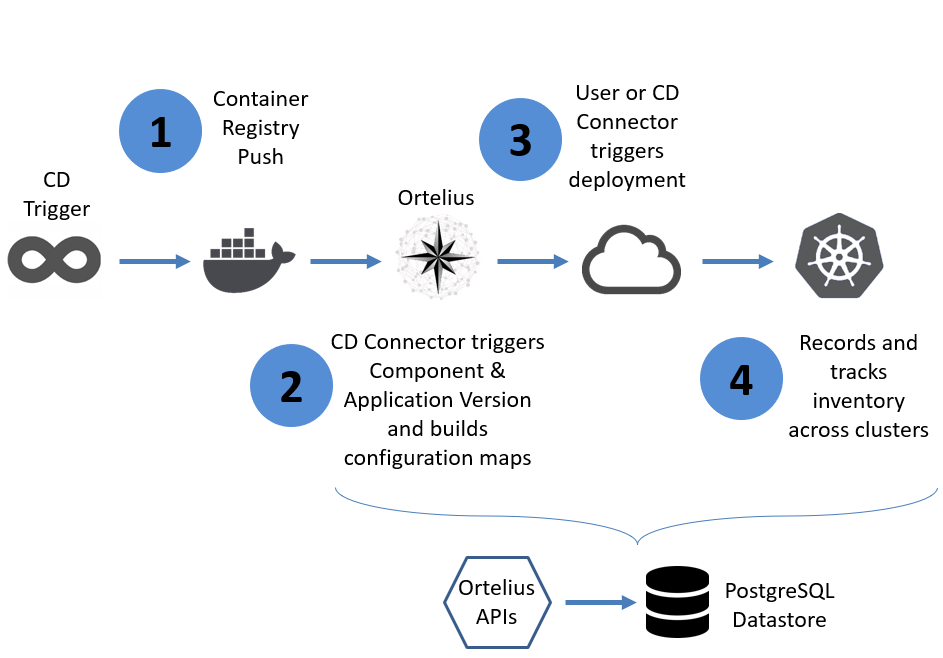 CD
Trigger
1
Container
Registry
Push
Ortelius
2
CD Connector triggers
Component &
Application Version
and builds
configuration maps
3
User or CD
Connector
triggers
deployment
4
Records and
tracks
inventory
across clusters
Ortelius
APIs
PostgreSQL
Datastore